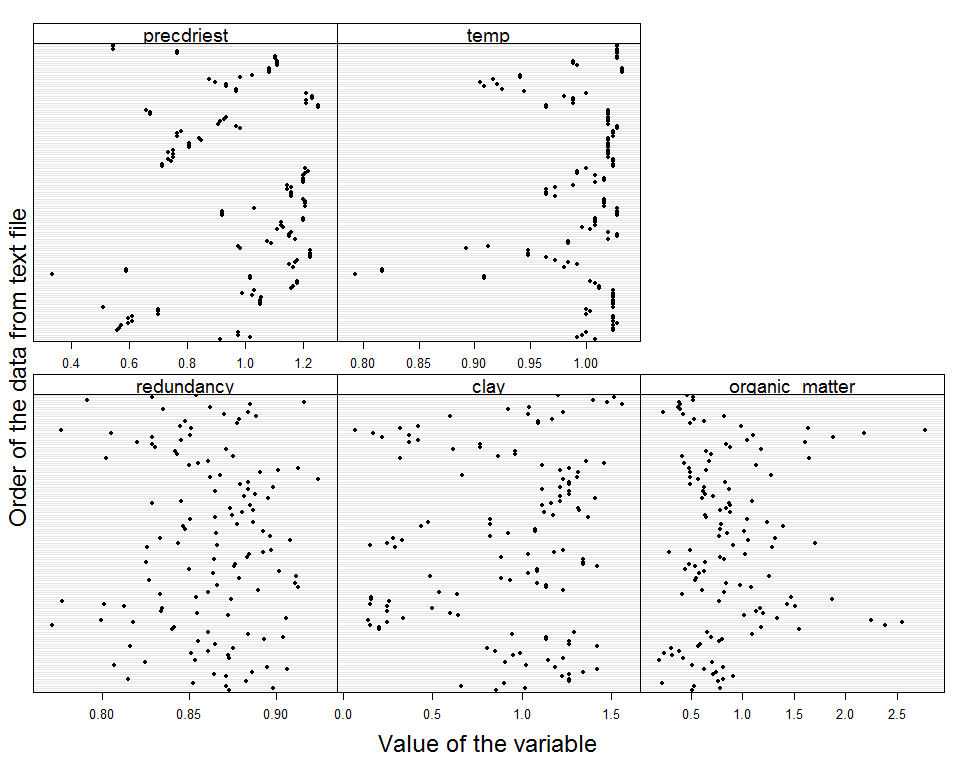 precdriest temp
0.4 0.6 0.8 1.0 1.2 0.80 0.85 0.90 0.95 1.00
redundancy clay organic_matter
0.80 0.85 0.90 0.0 0.5 1.0 1.5 0.5 1.0 1.5 2.0 2.5
Order of the data from text file
Value of the variable